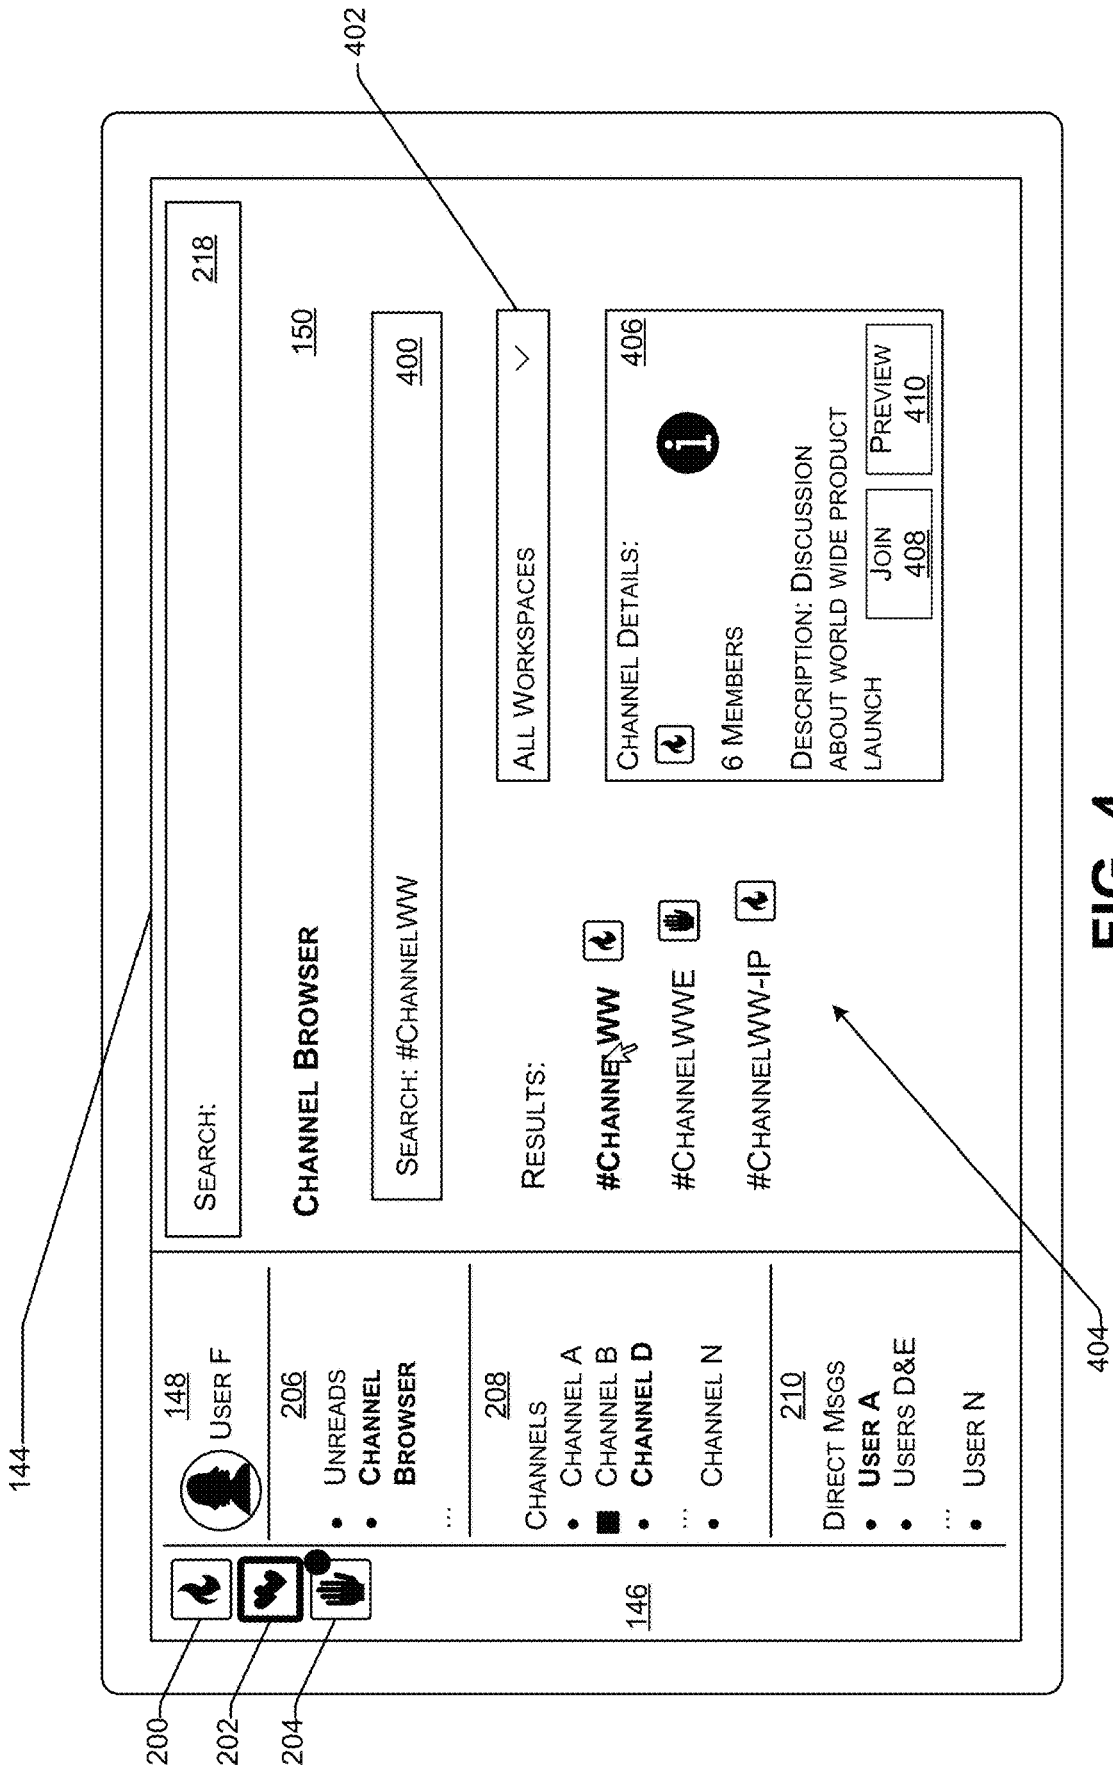 144
402
200
202
204
146
148
USER F
206
• UNREADS
• CHANNEL
BROWSER
...
208
CHANNELS
• CHANNEL A
CHANNEL B
• CHANNEL D
...
• CHANNEL N
210
DIRECT MSGS
• USER A
• USERS D&E
...
• USER N
SEARCH:
218
CHANNEL BROWSER
150
SEARCH: #CHANNELWW
400
ALL WORKSPACES
RESULTS:
#CHANNELWW
#CHANNELWWE
#CHANNELWW-IP
CHANNEL DETAILS:
406
i
6 MEMBERS
DESCRIPTION: DISCUSSION
ABOUT WORLD WIDE PRODUCT
LAUNCH
JOIN
408
PREVIEW
410
404
FIG. 4